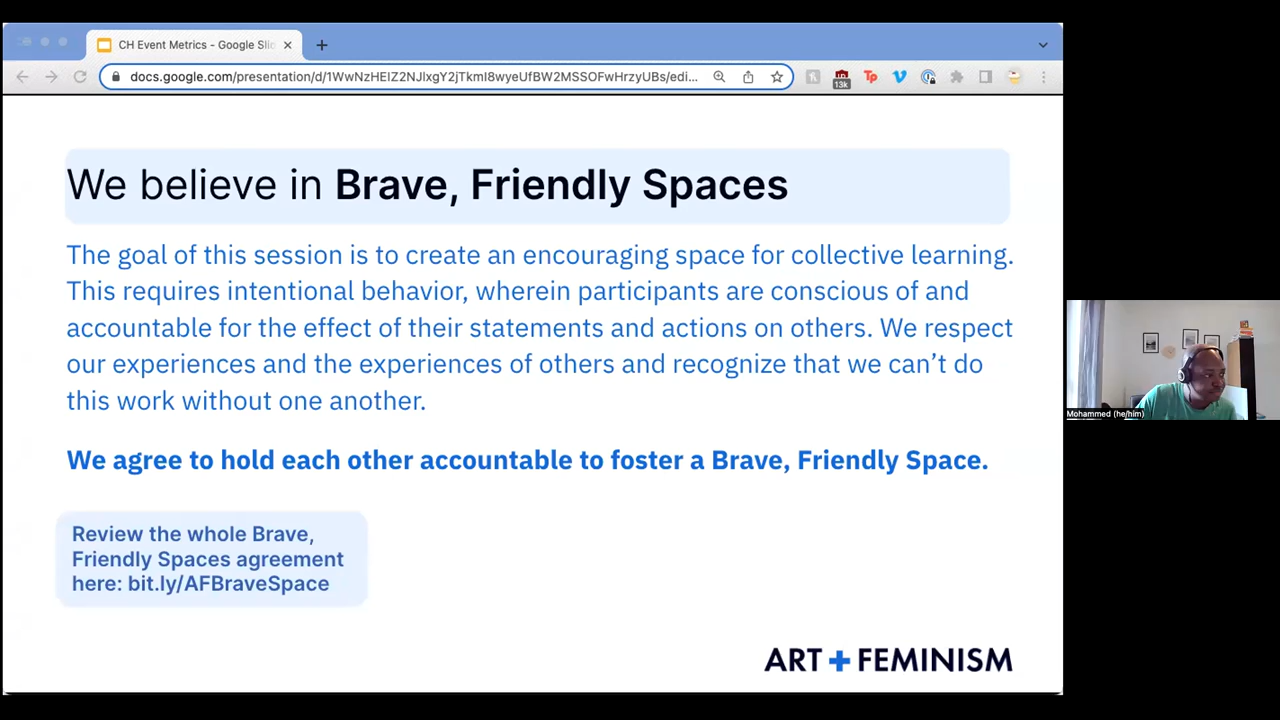 CH Event Metrics - Google Slid
docs.google.com/presentation/d/1WwNzHEIZ2NJlxgY2jTkml8wyeUfBW2MSSOFwHrzyUBs/edi...
13k
Tp
We believe in Brave, Friendly Spaces
The goal of this session is to create an encouraging space for collective learning.
This requires intentional behavior, wherein participants are conscious of and
accountable for the effect of their statements and actions on others. We respect
our experiences and the experiences of others and recognize that we can’t do
this work without one another.
We agree to hold each other accountable to foster a Brave, Friendly Space.
Review the whole Brave,
Friendly Spaces agreement
here: bit.ly/AFBraveSpace
ART + FEMINISM
Mohammed (he/him)